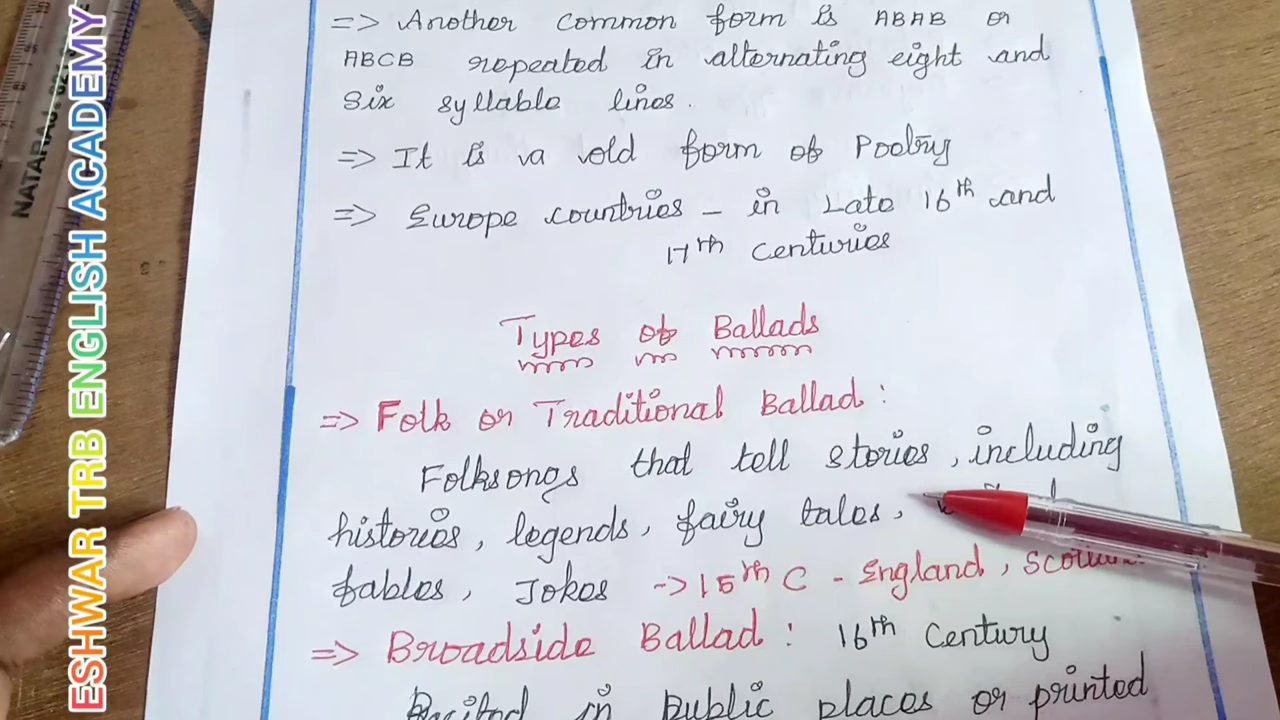 => Another common form is ABAB or
ABCB repeated in alternating eight and
six syllable lines.
=> It is a old form of Poetry
=> Europe countries - in Late 16th and
17th Centuries
Types of Ballads
=> Folk or Traditional Ballad :
Folksongs that tell stories, including
histories, legends, fairy tales,
fables, Jokes -> 15th C - England,
=> Broadside Ballad : 16th Century
Recited in public places or printed
ESHWAR TRB ENGLISH ACADEMY
NATARAJ